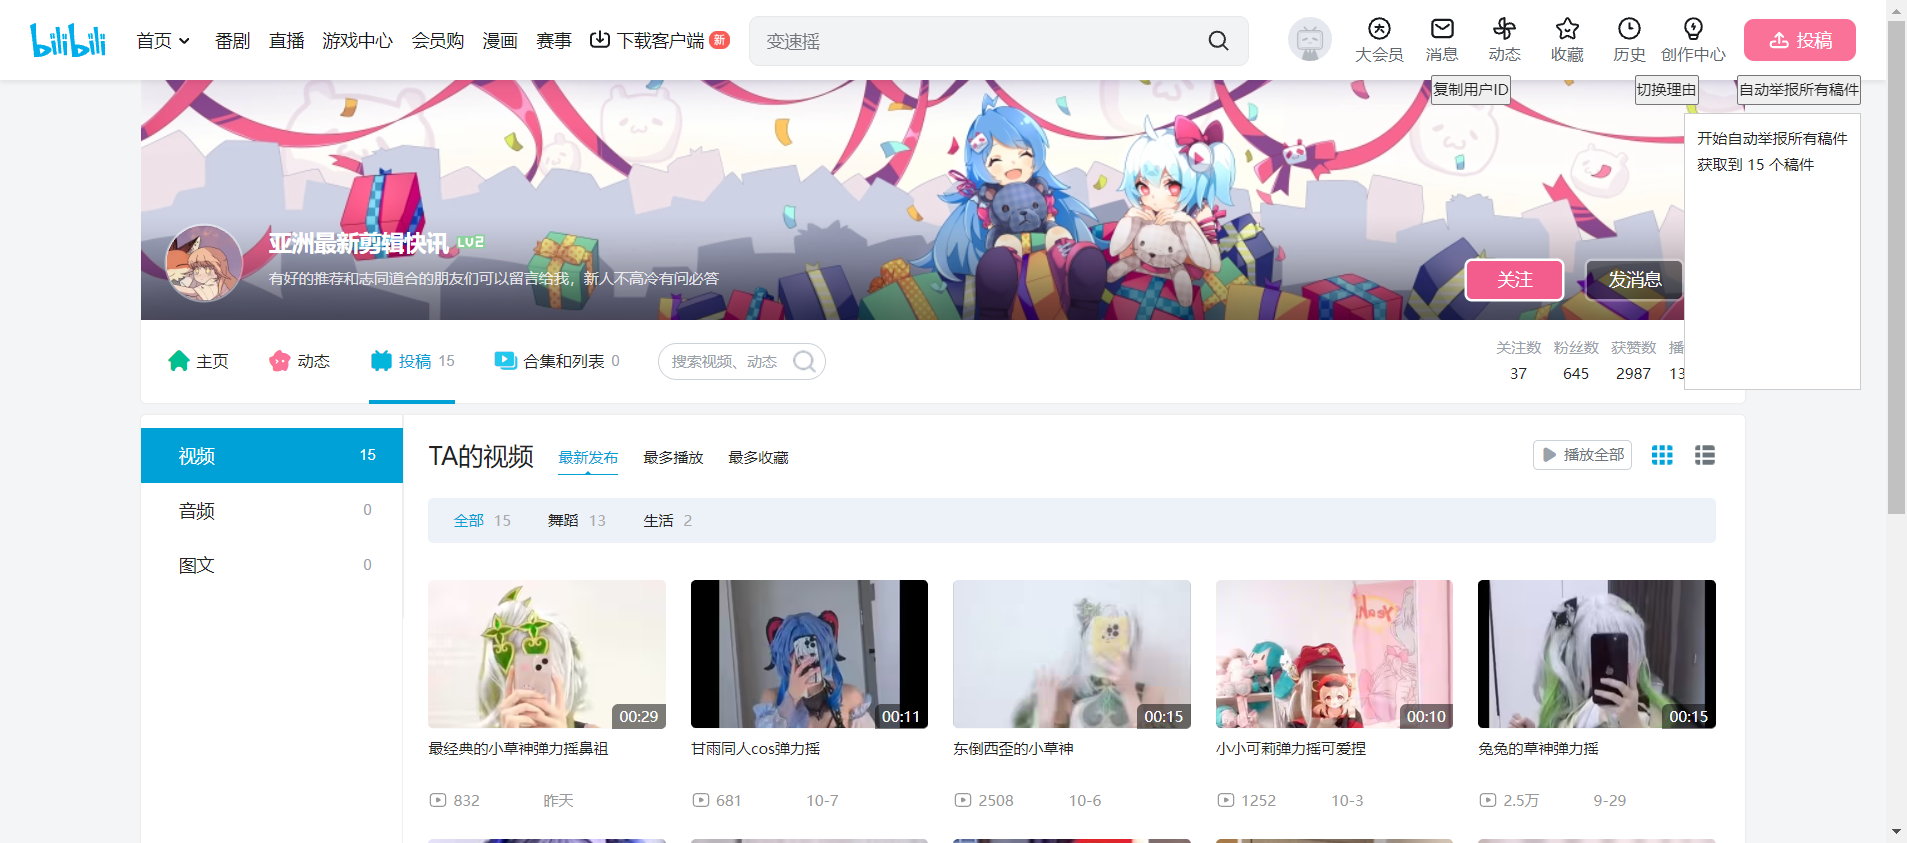 bilibili
首页
番剧
直播
游戏中心
会员购
漫画
赛事
下载客户端
新
变速摇
大会员
消息
动态
收藏
历史
创作中心
投稿
复制用户ID
切换理由
自动举报所有稿件
开始自动举报所有稿件
获取到 15 个稿件
亚洲最新剪辑快讯 LV2
有好的推荐和志同道合的朋友们可以留言给我，新人不高冷有问必答
关注
发消息
主页
动态
投稿 15
合集和列表 0
搜索视频、动态
关注数 粉丝数 获赞数 播
37 645 2987 13
视频 15
音频 0
图文 0
TA的视频
最新发布
最多播放
最多收藏
播放全部
全部 15
舞蹈 13
生活 2
00:29
00:11
00:15
Yeah
00:10
00:15
最经典的小草神弹力摇鼻祖
甘雨同人cos弹力摇
东倒西歪的小草神
小小可莉弹力摇可爱捏
兔兔的草神弹力摇
832 昨天
681 10-7
2508 10-6
1252 10-3
2.5万 9-29